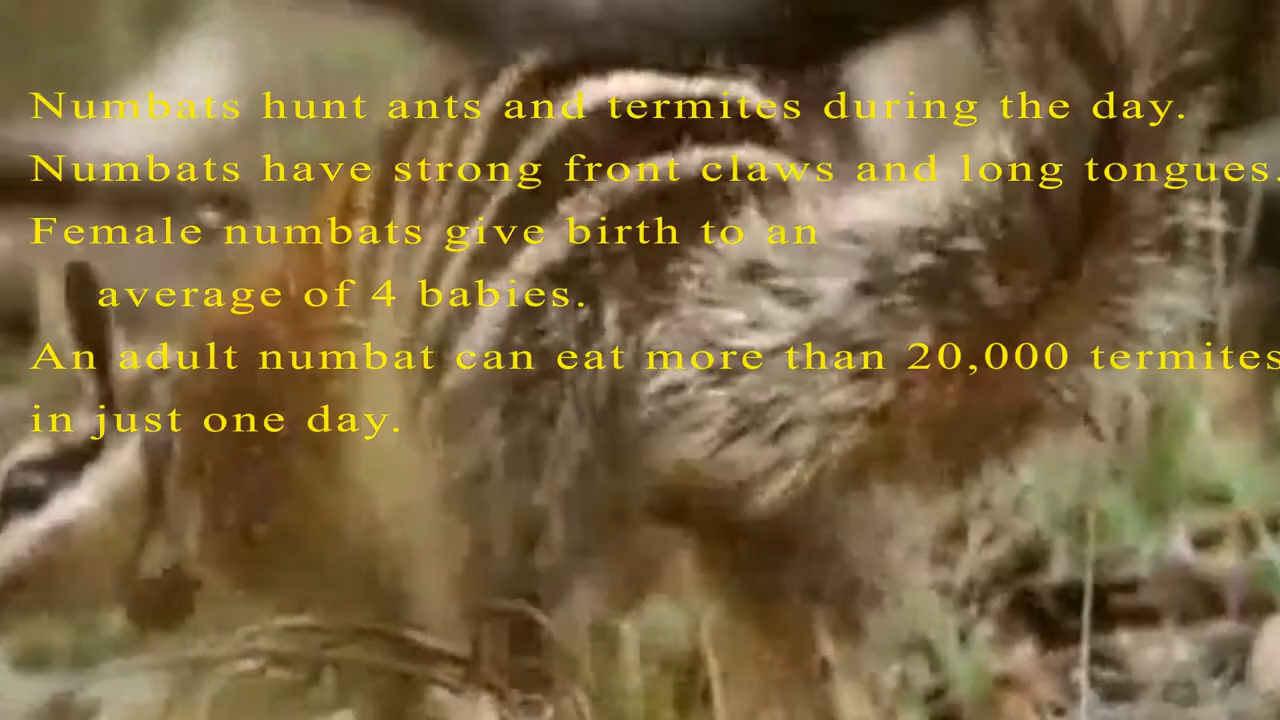 Numbats hunt ants and termites during the day.
Numbats have strong front claws and long tongues.
Female numbats give birth to an
average of 4 babies.
An adult numbat can eat more than 20,000 termites
in just one day.